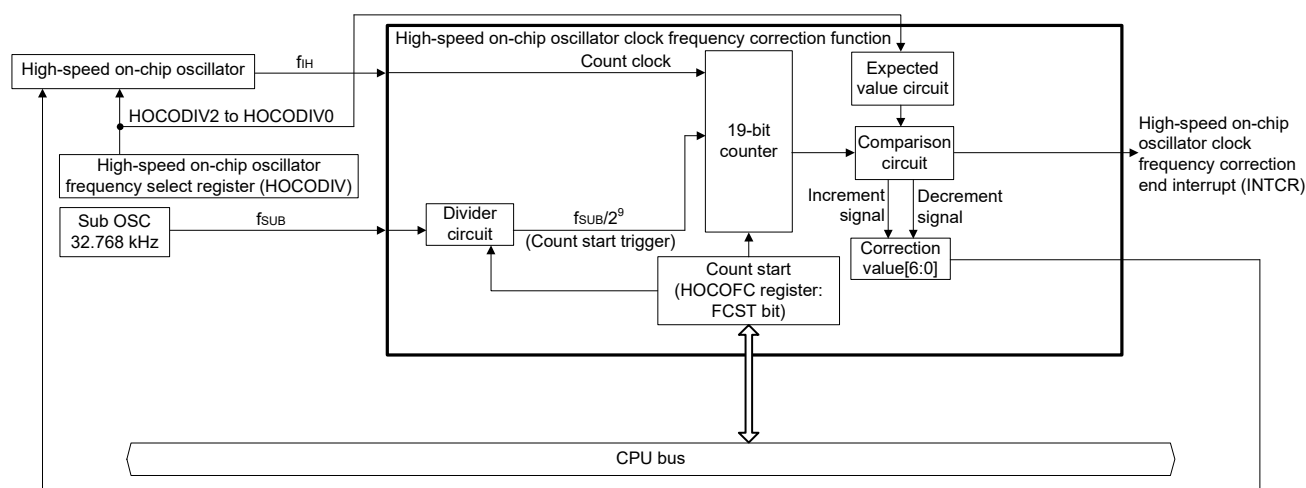 High-speed on-chip oscillator clock frequency correction function
High-speed on-chip oscillator
fIH
Count clock
Expected
value circuit
HOCODIV2 to HOCODIV0
19-bit
counter
Comparison
circuit
High-speed on-chip
oscillator clock
frequency correction
end interrupt (INTCR)
High-speed on-chip oscillator
frequency select register (HOCODIV)
Increment
signal
Decrement
signal
Sub OSC
32.768 kHz
fSUB
Divider
circuit
fSUB/2⁹
(Count start trigger)
Correction
value[6:0]
Count start
(HOCOFC register:
FCST bit)
CPU bus